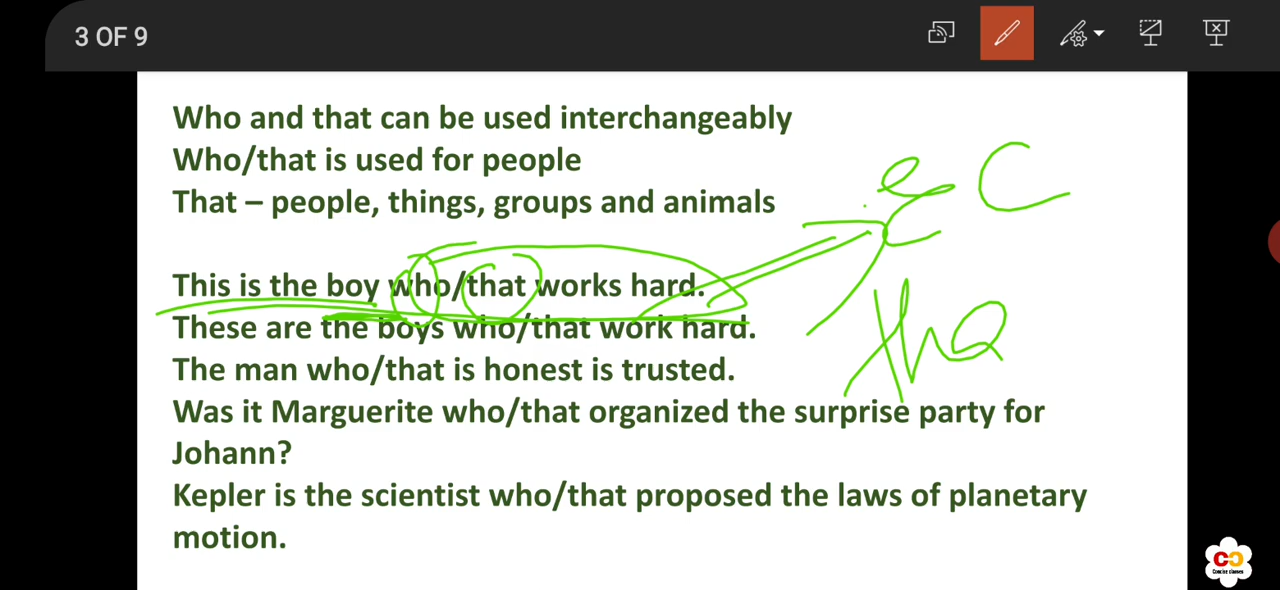 3 OF 9
Who and that can be used interchangeably
Who/that is used for people
That – people, things, groups and animals
This is the boy who/that works hard.
These are the boys who/that work hard.
The man who/that is honest is trusted.
Was it Marguerite who/that organized the surprise party for
Johann?
Kepler is the scientist who/that proposed the laws of planetary
motion.
Concise classes